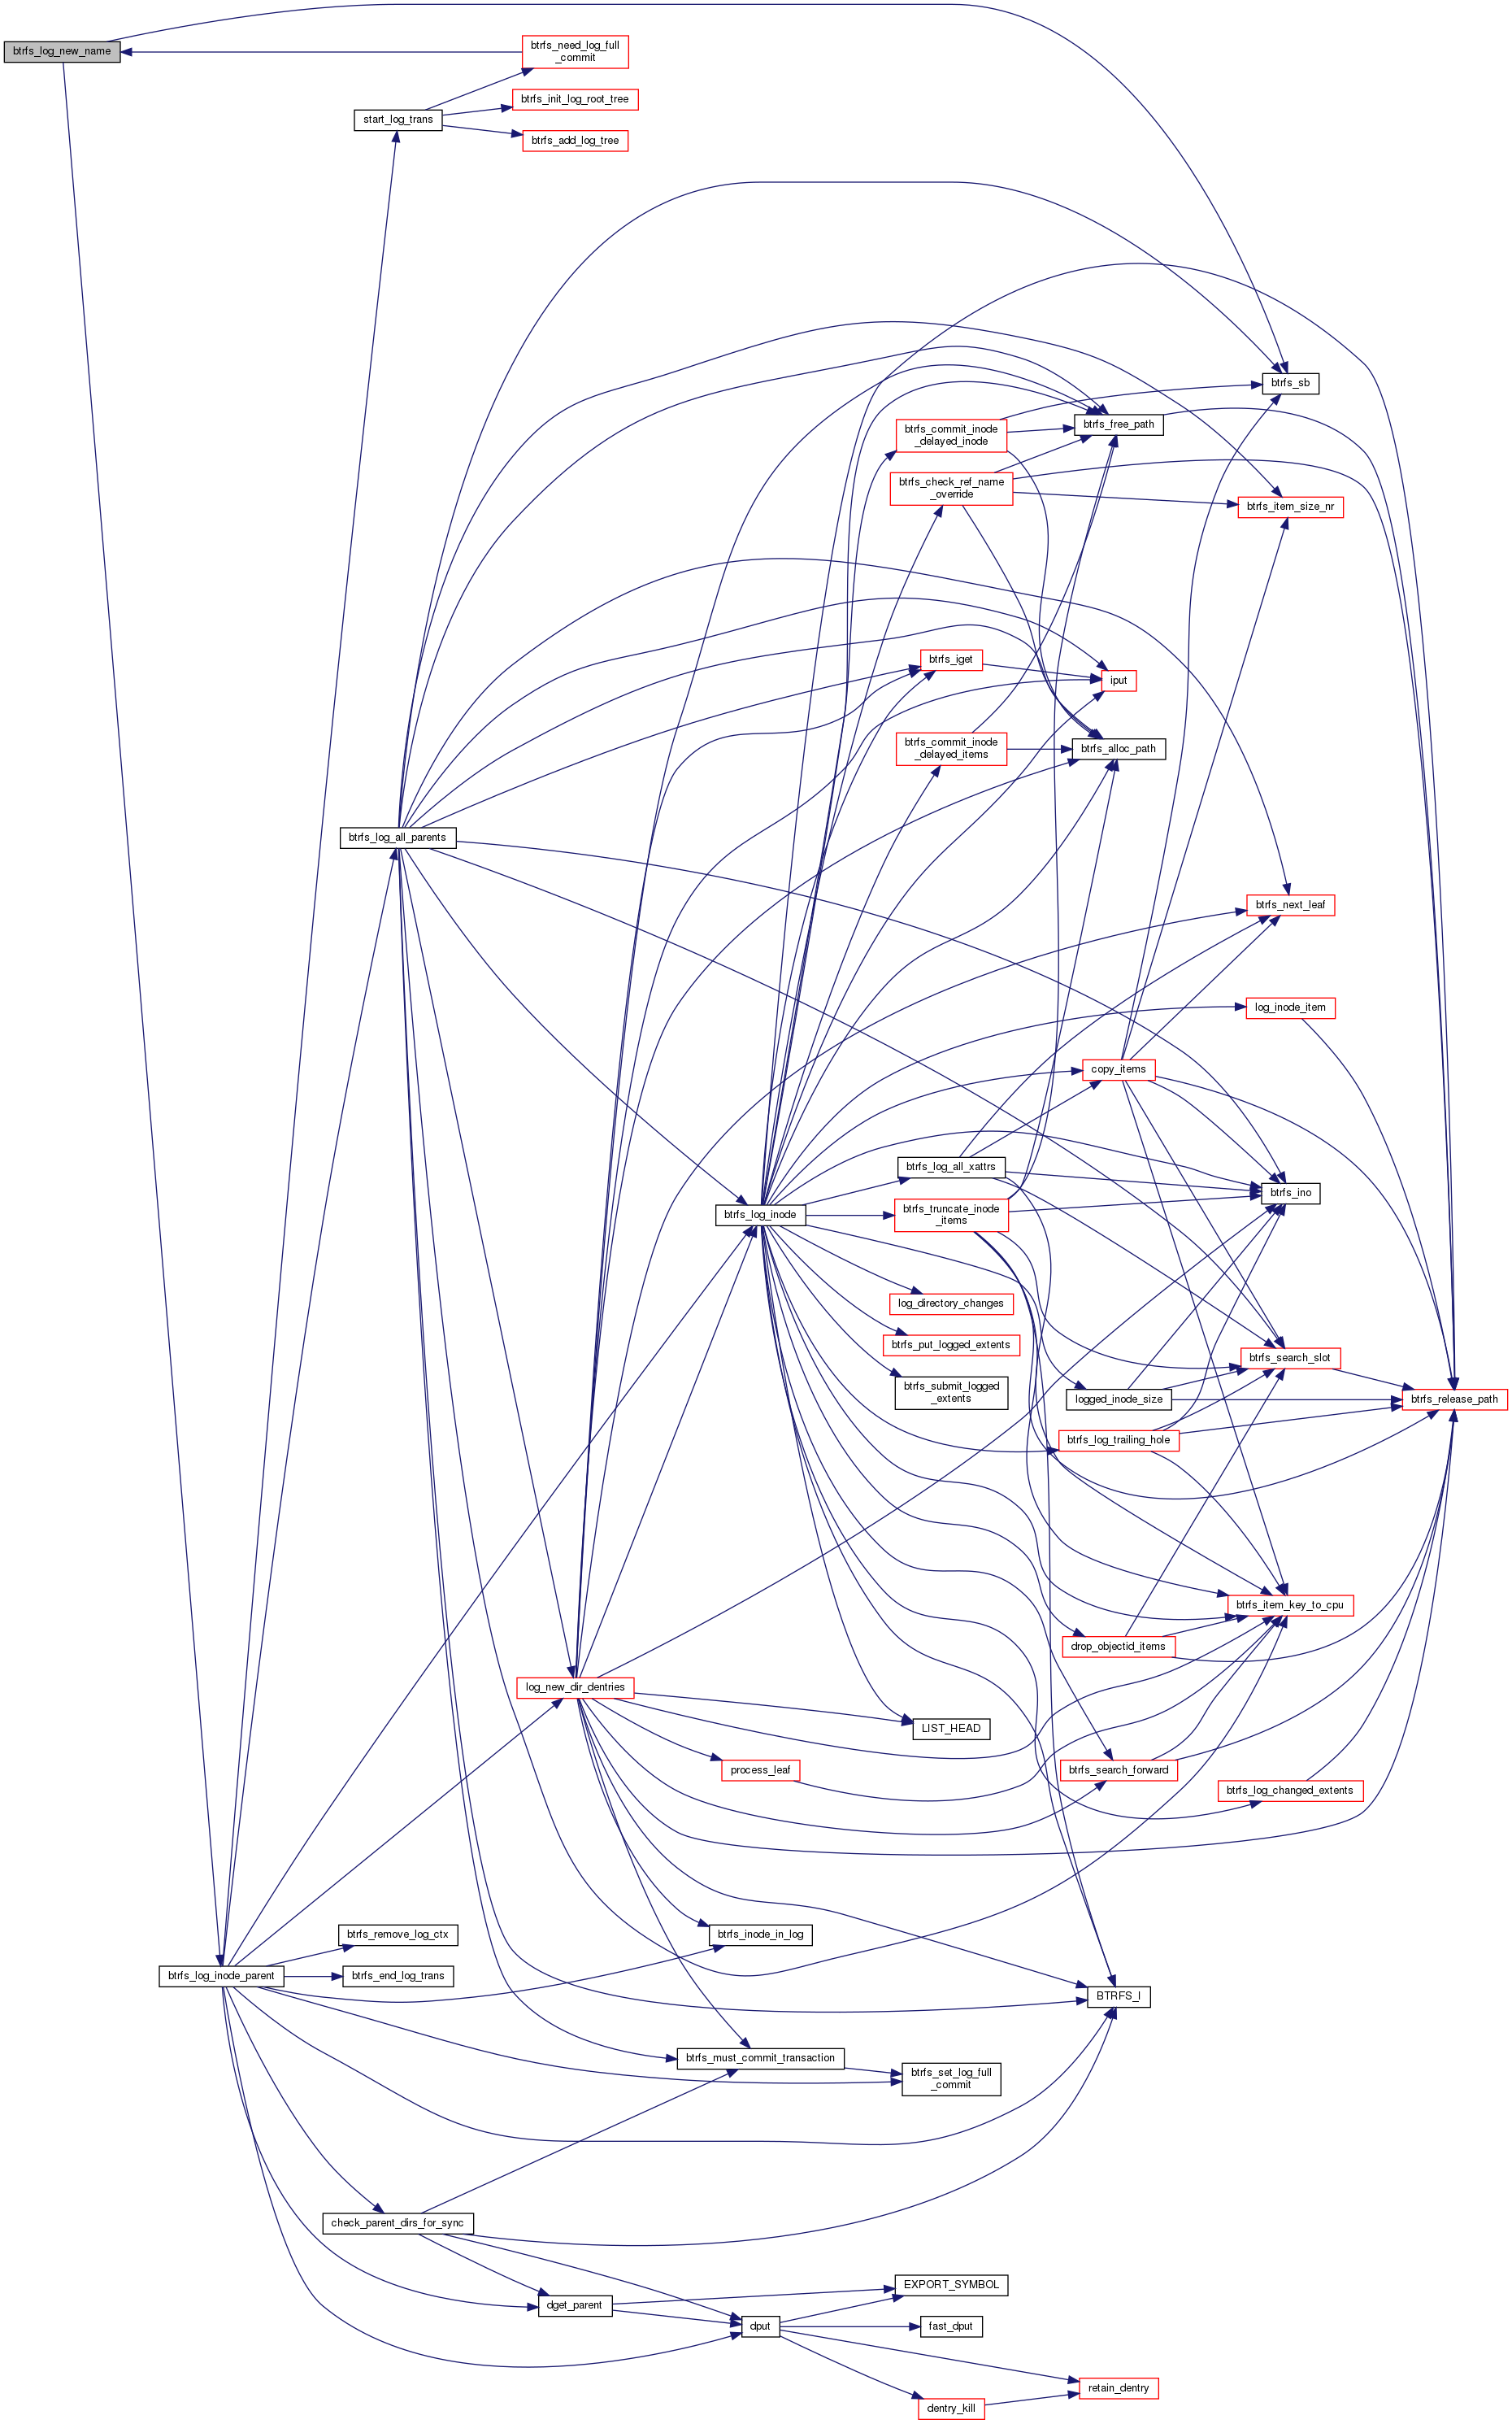 btrfs_log_new_name
btrfs_need_log_full
_commit
btrfs_init_log_root_tree
start_log_trans
btrfs_add_log_tree
btrfs_sb
btrfs_free_path
btrfs_commit_inode
_delayed_inode
btrfs_check_ref_name
_override
btrfs_item_size_nr
btrfs_iget
iput
btrfs_commit_inode
_delayed_items
btrfs_alloc_path
btrfs_log_all_parents
btrfs_next_leaf
log_inode_item
copy_items
btrfs_log_all_xattrs
btrfs_ino
btrfs_log_inode
btrfs_truncate_inode
_items
log_directory_changes
btrfs_put_logged_extents
btrfs_search_slot
btrfs_submit_logged
_extents
logged_inode_size
btrfs_release_path
btrfs_log_trailing_hole
btrfs_item_key_to_cpu
drop_objectid_items
log_new_dir_dentries
LIST_HEAD
process_leaf
btrfs_search_forward
btrfs_log_changed_extents
btrfs_remove_log_ctx
btrfs_inode_in_log
btrfs_log_inode_parent
btrfs_end_log_trans
BTRFS_I
btrfs_must_commit_transaction
btrfs_set_log_full
_commit
check_parent_dirs_for_sync
EXPORT_SYMBOL
dget_parent
dput
fast_dput
retain_dentry
dentry_kill